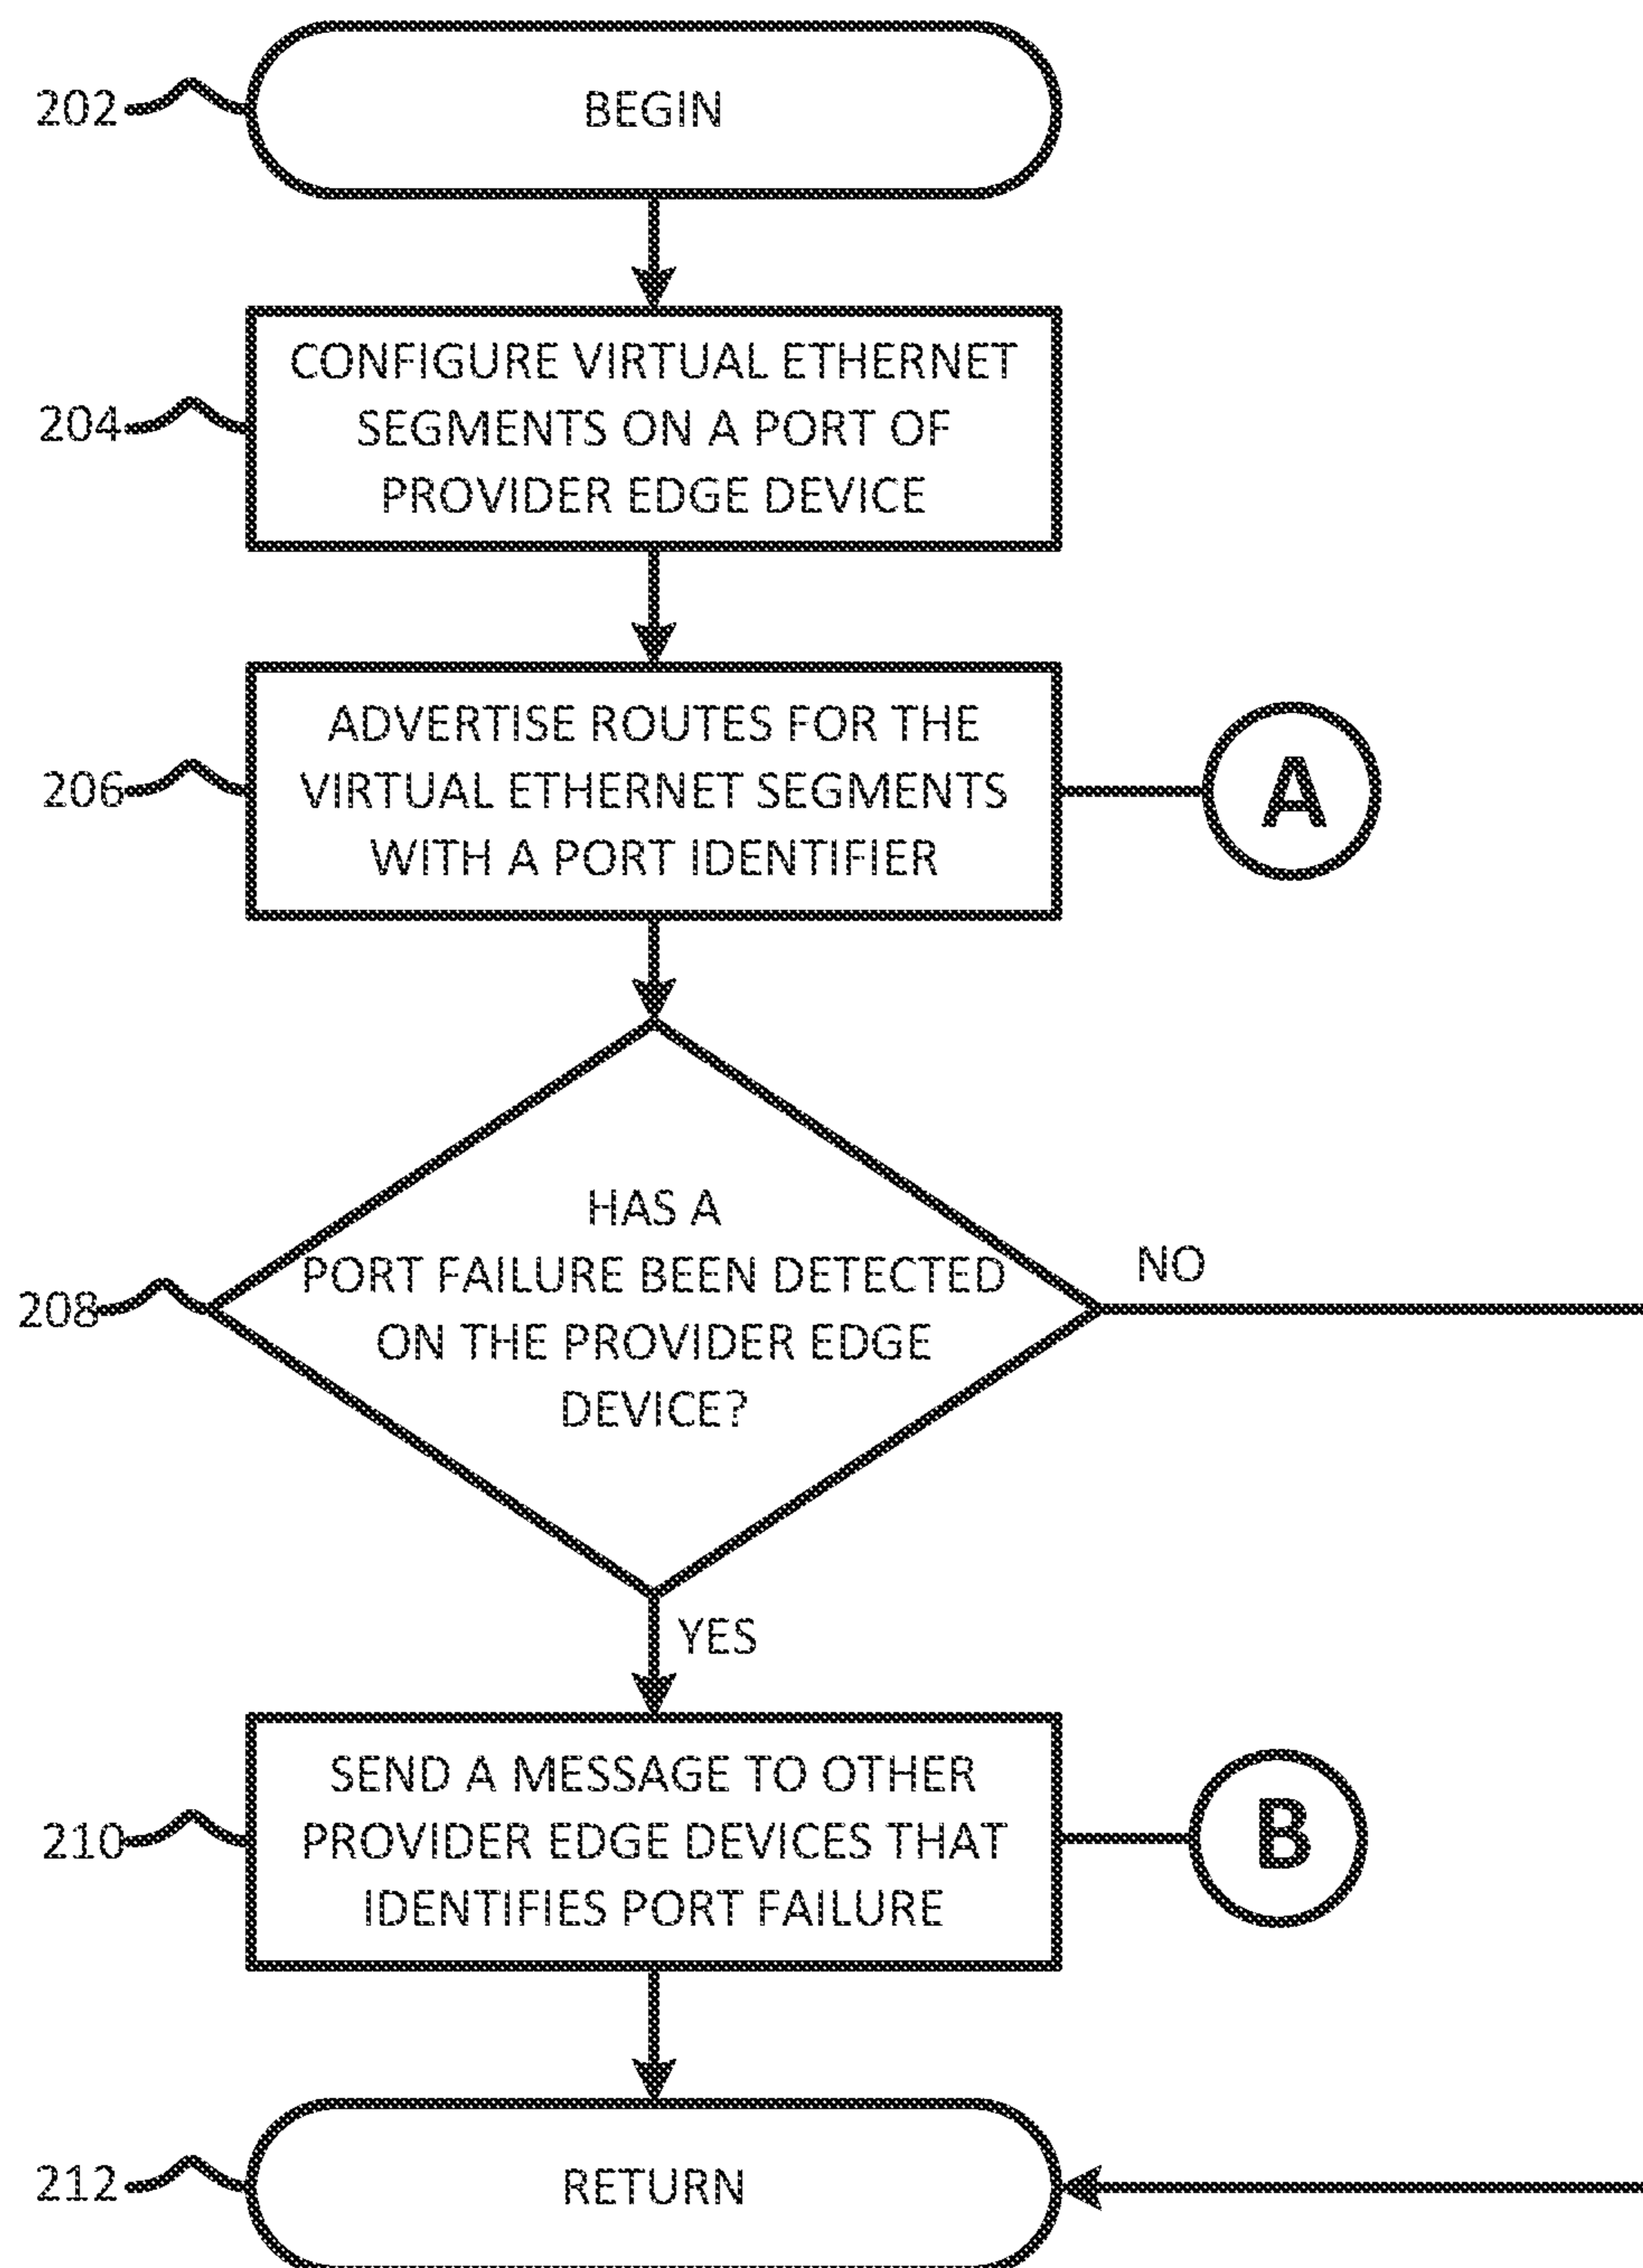 202
BEGIN
204
CONFIGURE VIRTUAL ETHERNET
SEGMENTS ON A PORT OF
PROVIDER EDGE DEVICE
206
ADVERTISE ROUTES FOR THE
VIRTUAL ETHERNET SEGMENTS
WITH A PORT IDENTIFIER
A
208
HAS A
PORT FAILURE BEEN DETECTED
ON THE PROVIDER EDGE
DEVICE?
NO
YES
210
SEND A MESSAGE TO OTHER
PROVIDER EDGE DEVICES THAT
IDENTIFIES PORT FAILURE
B
212
RETURN